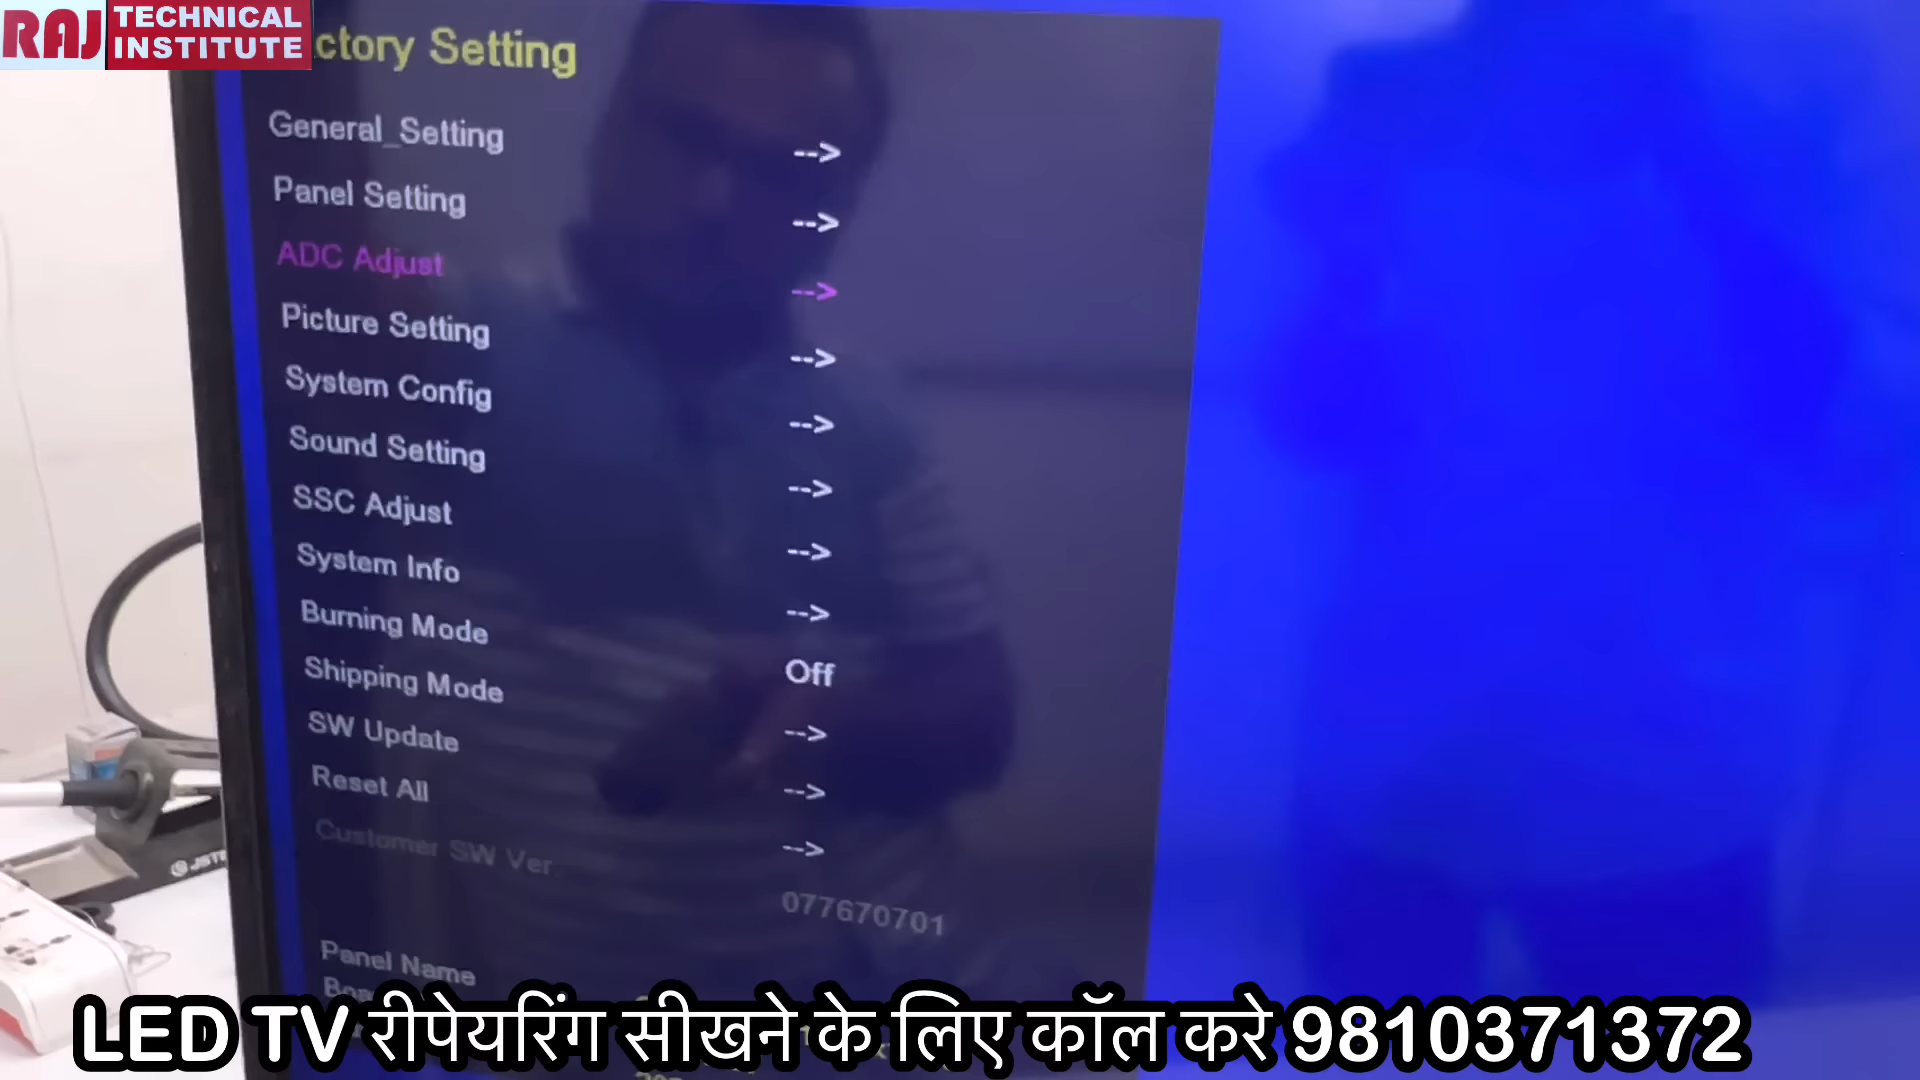 RAJ TECHNICAL INSTITUTE
ctory Setting
General_Setting -->
Panel Setting -->
ADC Adjust -->
Picture Setting -->
System Config -->
Sound Setting -->
SSC Adjust -->
System Info -->
Burning Mode Off
Shipping Mode -->
SW Update -->
Reset All -->
Customer SW Ver. 077670701
Panel Name
LED TV रीपेयरिंग सीखने के लिए कॉल करे 9810371372